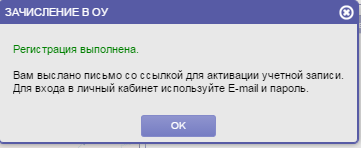 ЗАЧИСЛЕНИЕ В ОУ
Регистрация выполнена.
Вам выслано письмо со ссылкой для активации учетной записи.
Для входа в личный кабинет используйте E-mail и пароль.
OK